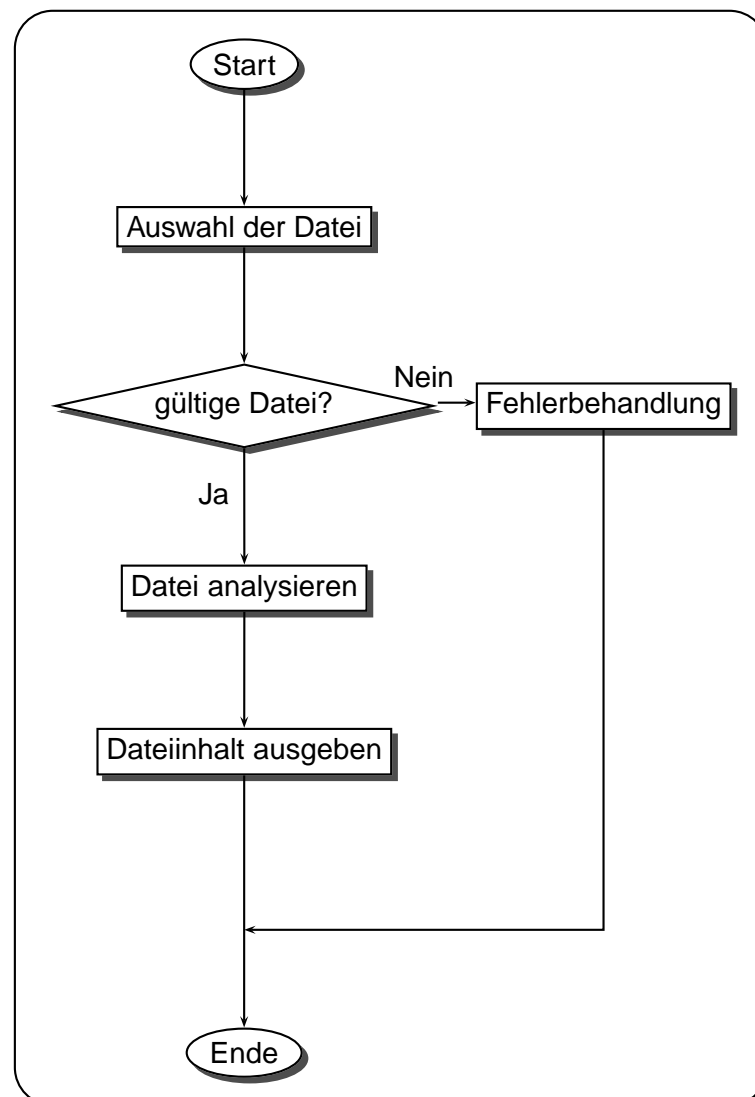 Start
Auswahl der Datei
gültige Datei?
Nein
Fehlerbehandlung
Ja
Datei analysieren
Dateiinhalt ausgeben
Ende